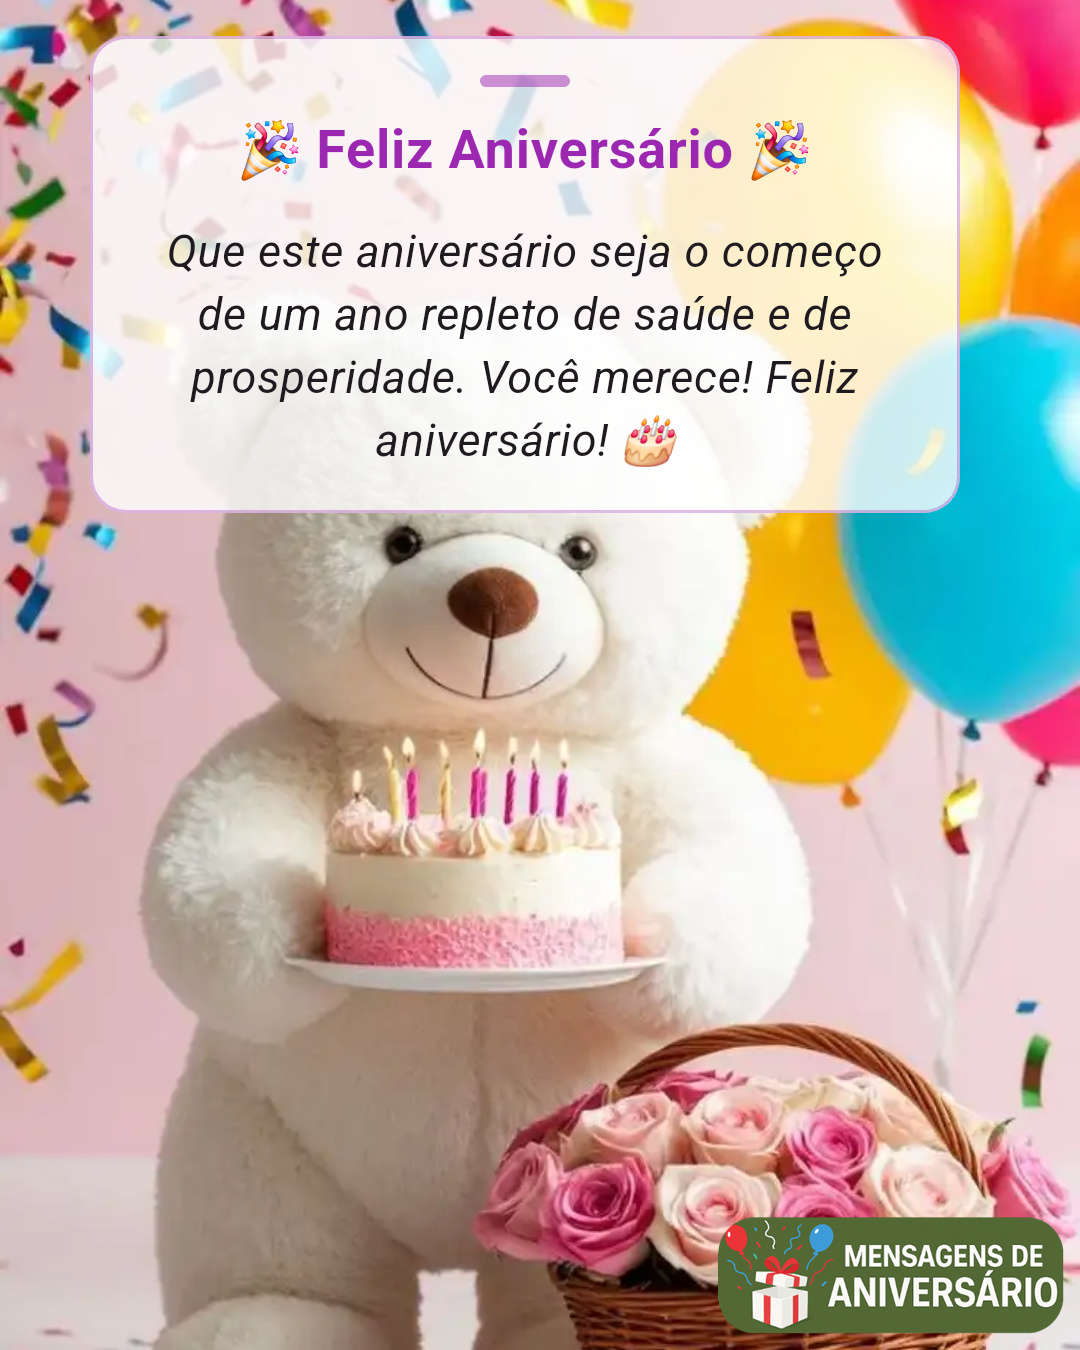 🎉 Feliz Aniversário 🎉
Que este aniversário seja o começo
de um ano repleto de saúde e de
prosperidade. Você merece! Feliz
aniversário! 🎂
MENSAGENS DE
ANIVERSÁRIO